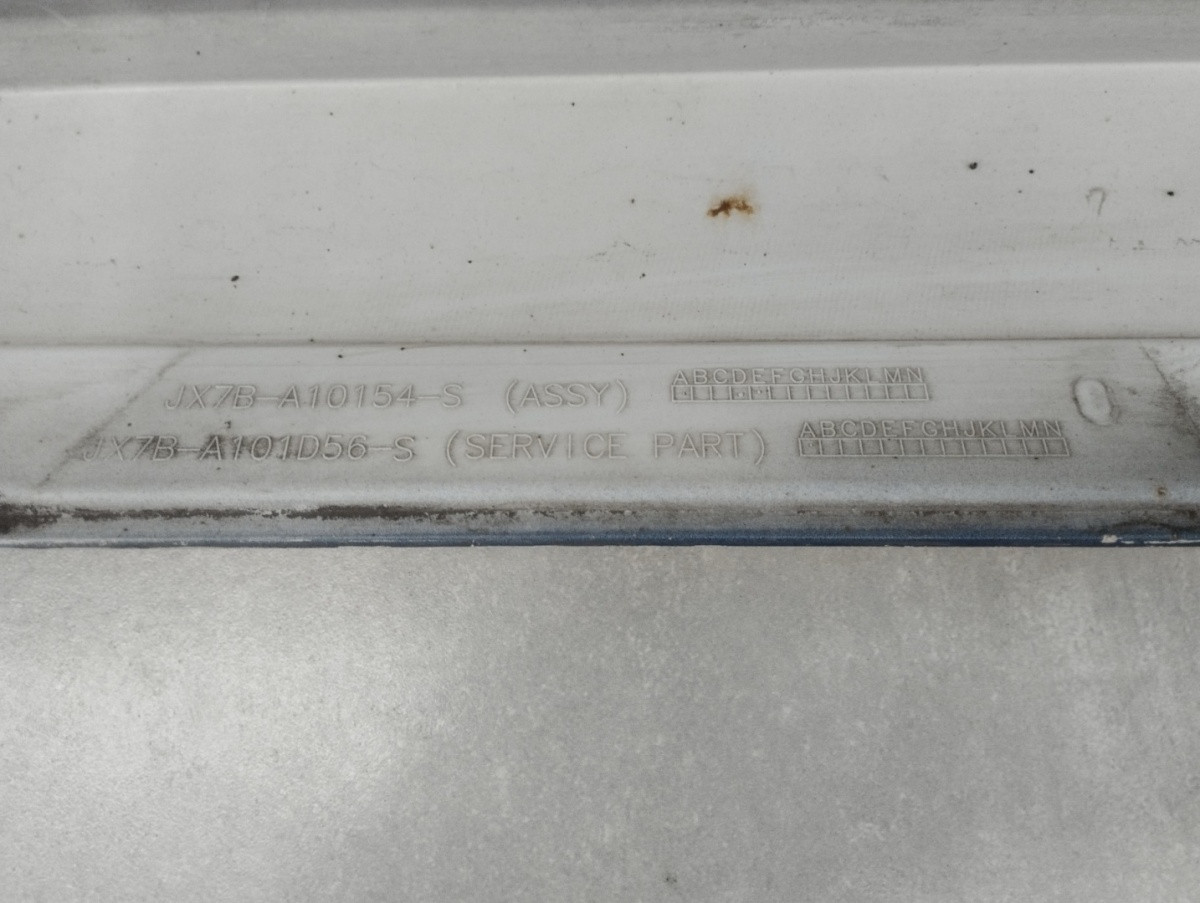 JX7B-A10154-S (ASSY) ABCDEFGHJKLMN
JX7B-A101D56-S (SERVICE PART) ABCDEFGHJKLMN